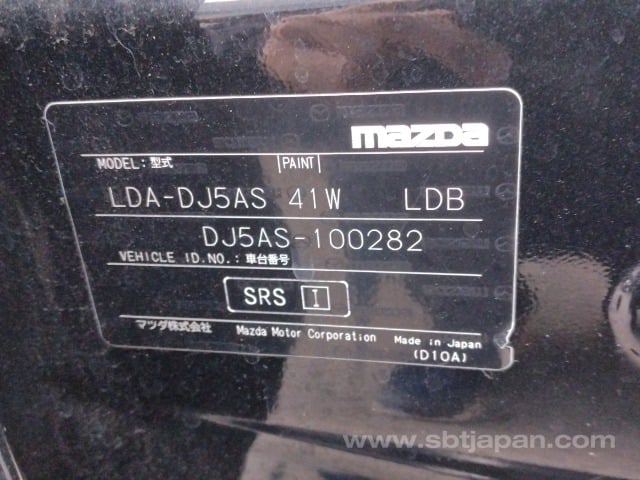 mazda
MODEL: 型式 PAINT
LDA-DJ5AS 41W LDB
DJ5AS-100282
VEHICLE ID.NO.: 車台番号
SRS I
マツダ株式会社 Mazda Motor Corporation Made in Japan
(D10A)
www.sbtjapan.com